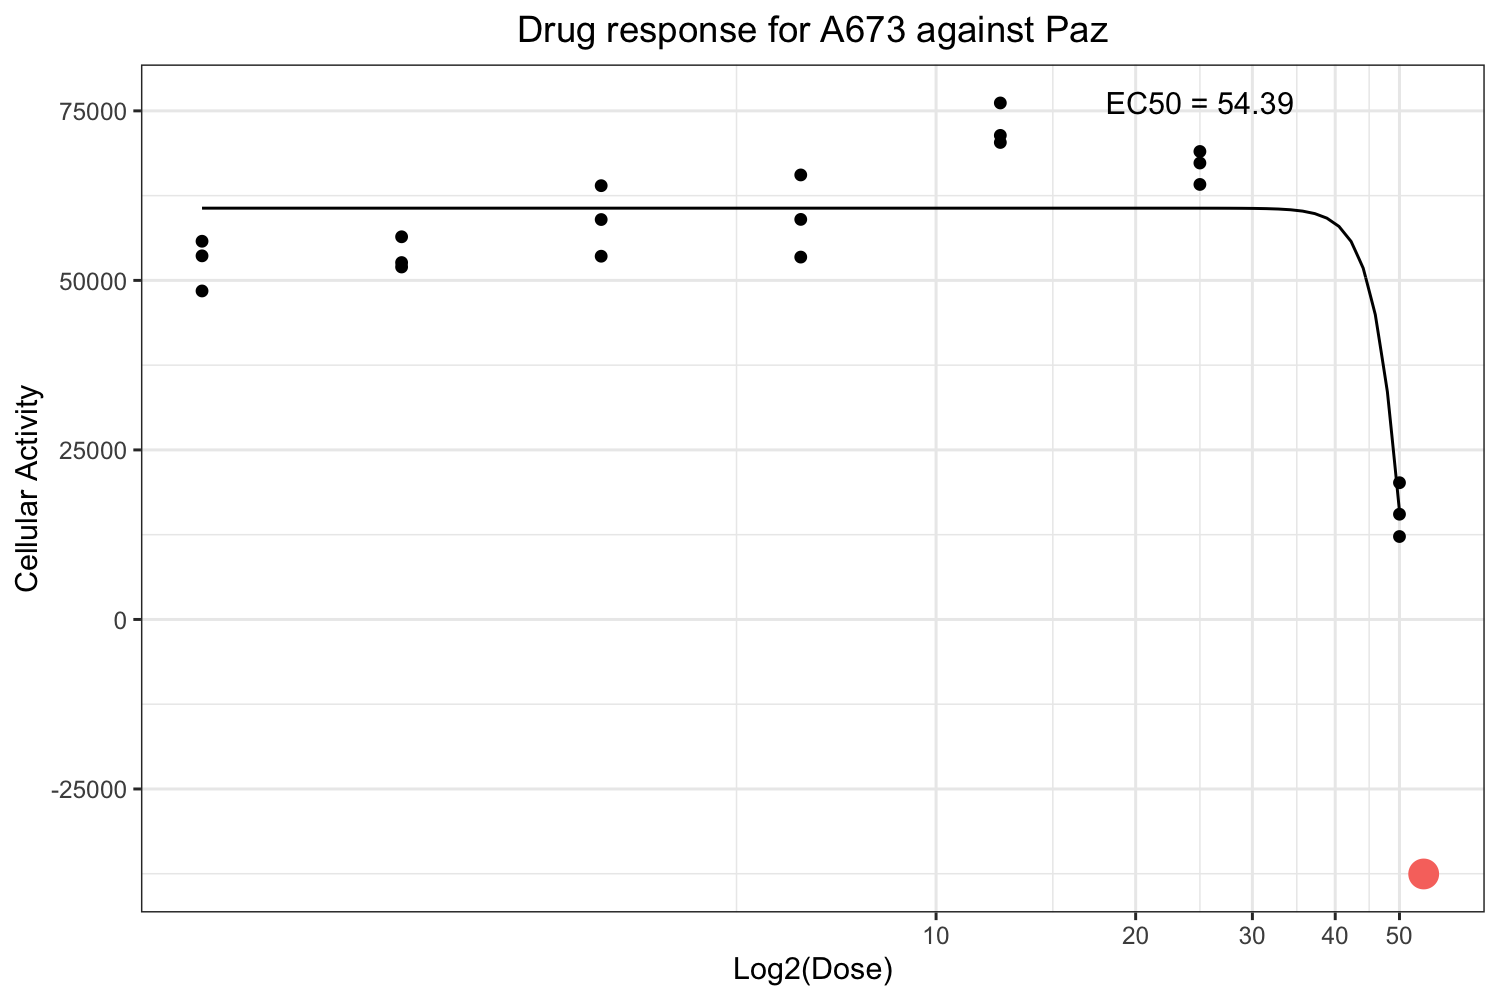 Drug response for A673 against Paz
EC50 = 54.39
75000
50000
25000
0
-25000
Cellular Activity
10 20 30 40 50
Log2(Dose)